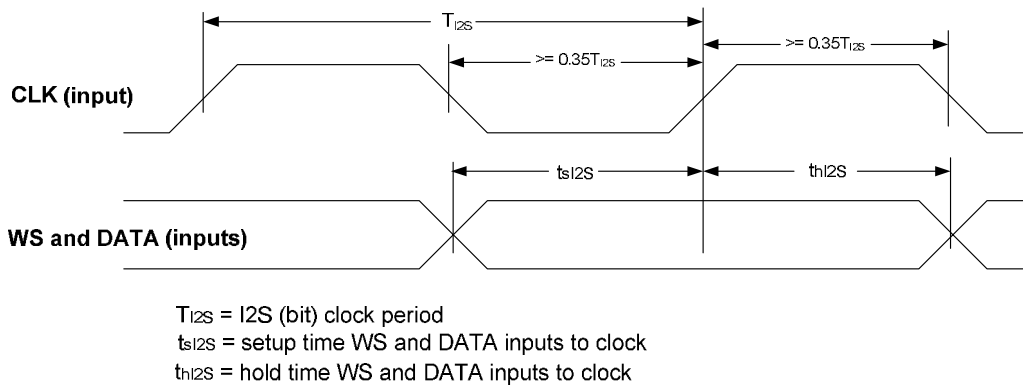 TI2S
>= 0.35TI2S
>= 0.35TI2S
CLK (input)
tsI2S
thI2S
WS and DATA (inputs)
TI2S = I2S (bit) clock period
tsI2S = setup time WS and DATA inputs to clock
thI2S = hold time WS and DATA inputs to clock